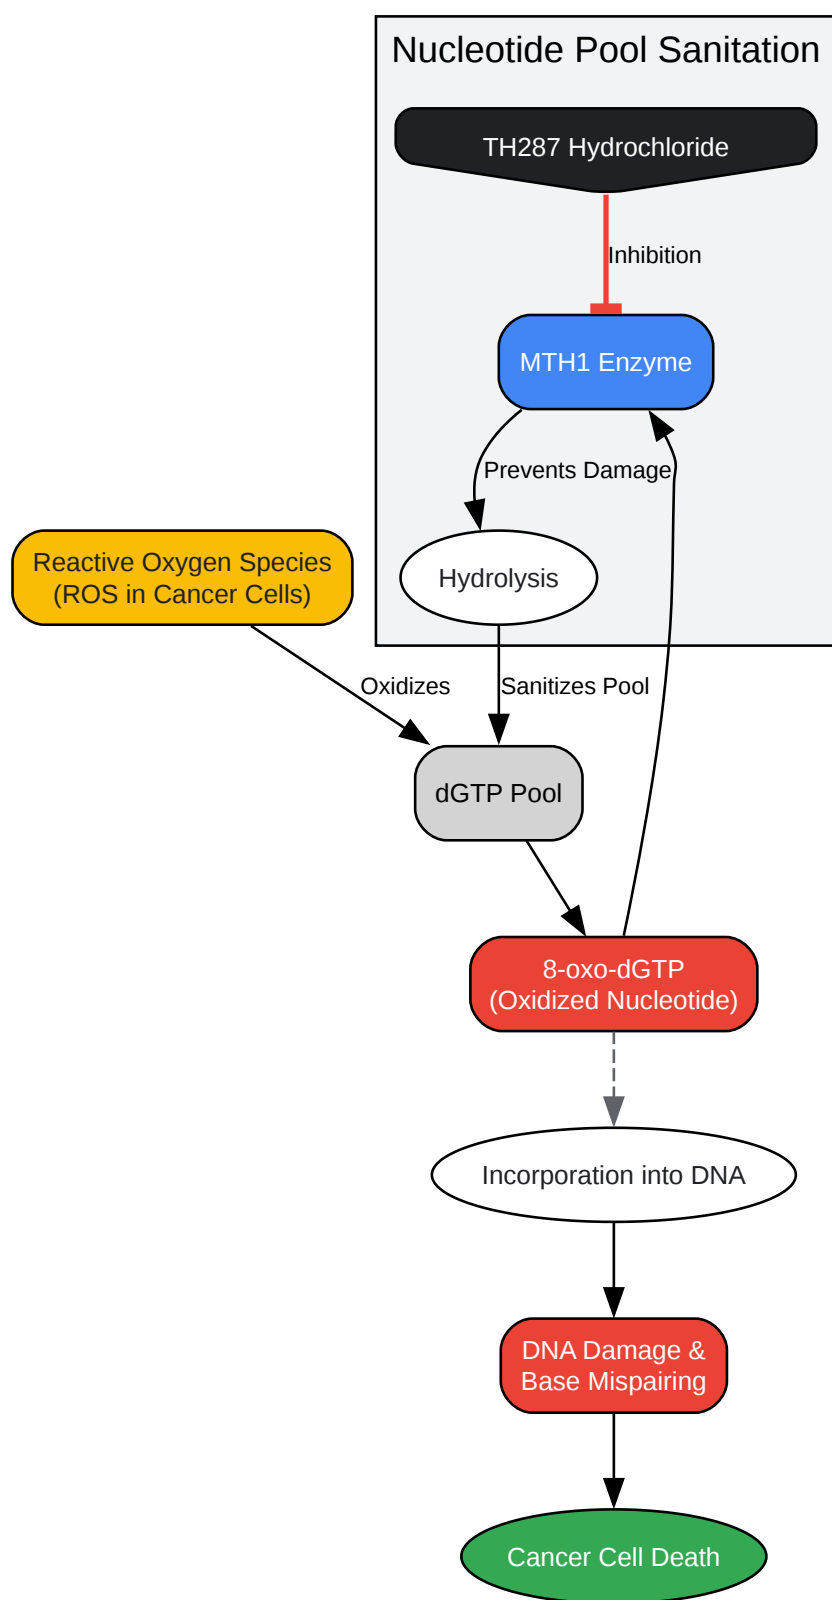 Nucleotide Pool Sanitation
TH287 Hydrochloride
Inhibition
MTH1 Enzyme
Prevents Damage
Reactive Oxygen Species
(ROS in Cancer Cells)
Hydrolysis
Oxidizes
Sanitizes Pool
dGTP Pool
8-oxo-dGTP
(Oxidized Nucleotide)
Incorporation into DNA
DNA Damage &
Base Mispairing
Cancer Cell Death